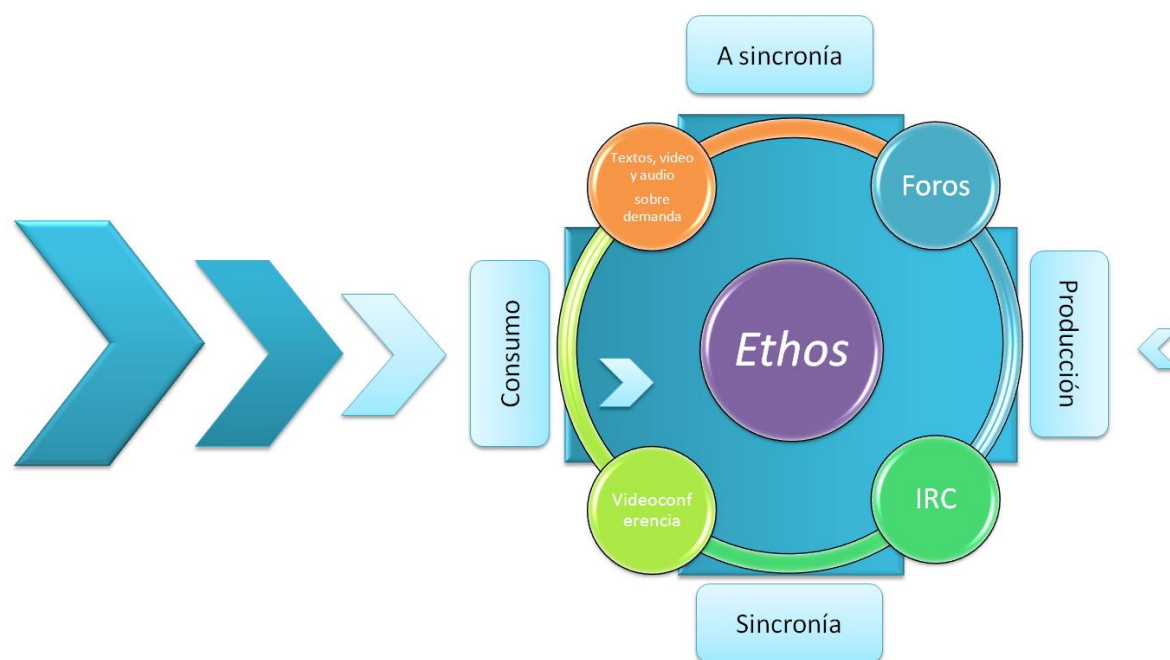 A sincronía
Textos, video
y audio
sobre
demanda
Foros
Consumo
Ethos
Producción
Videoconf
erencia
IRC
Sincronía